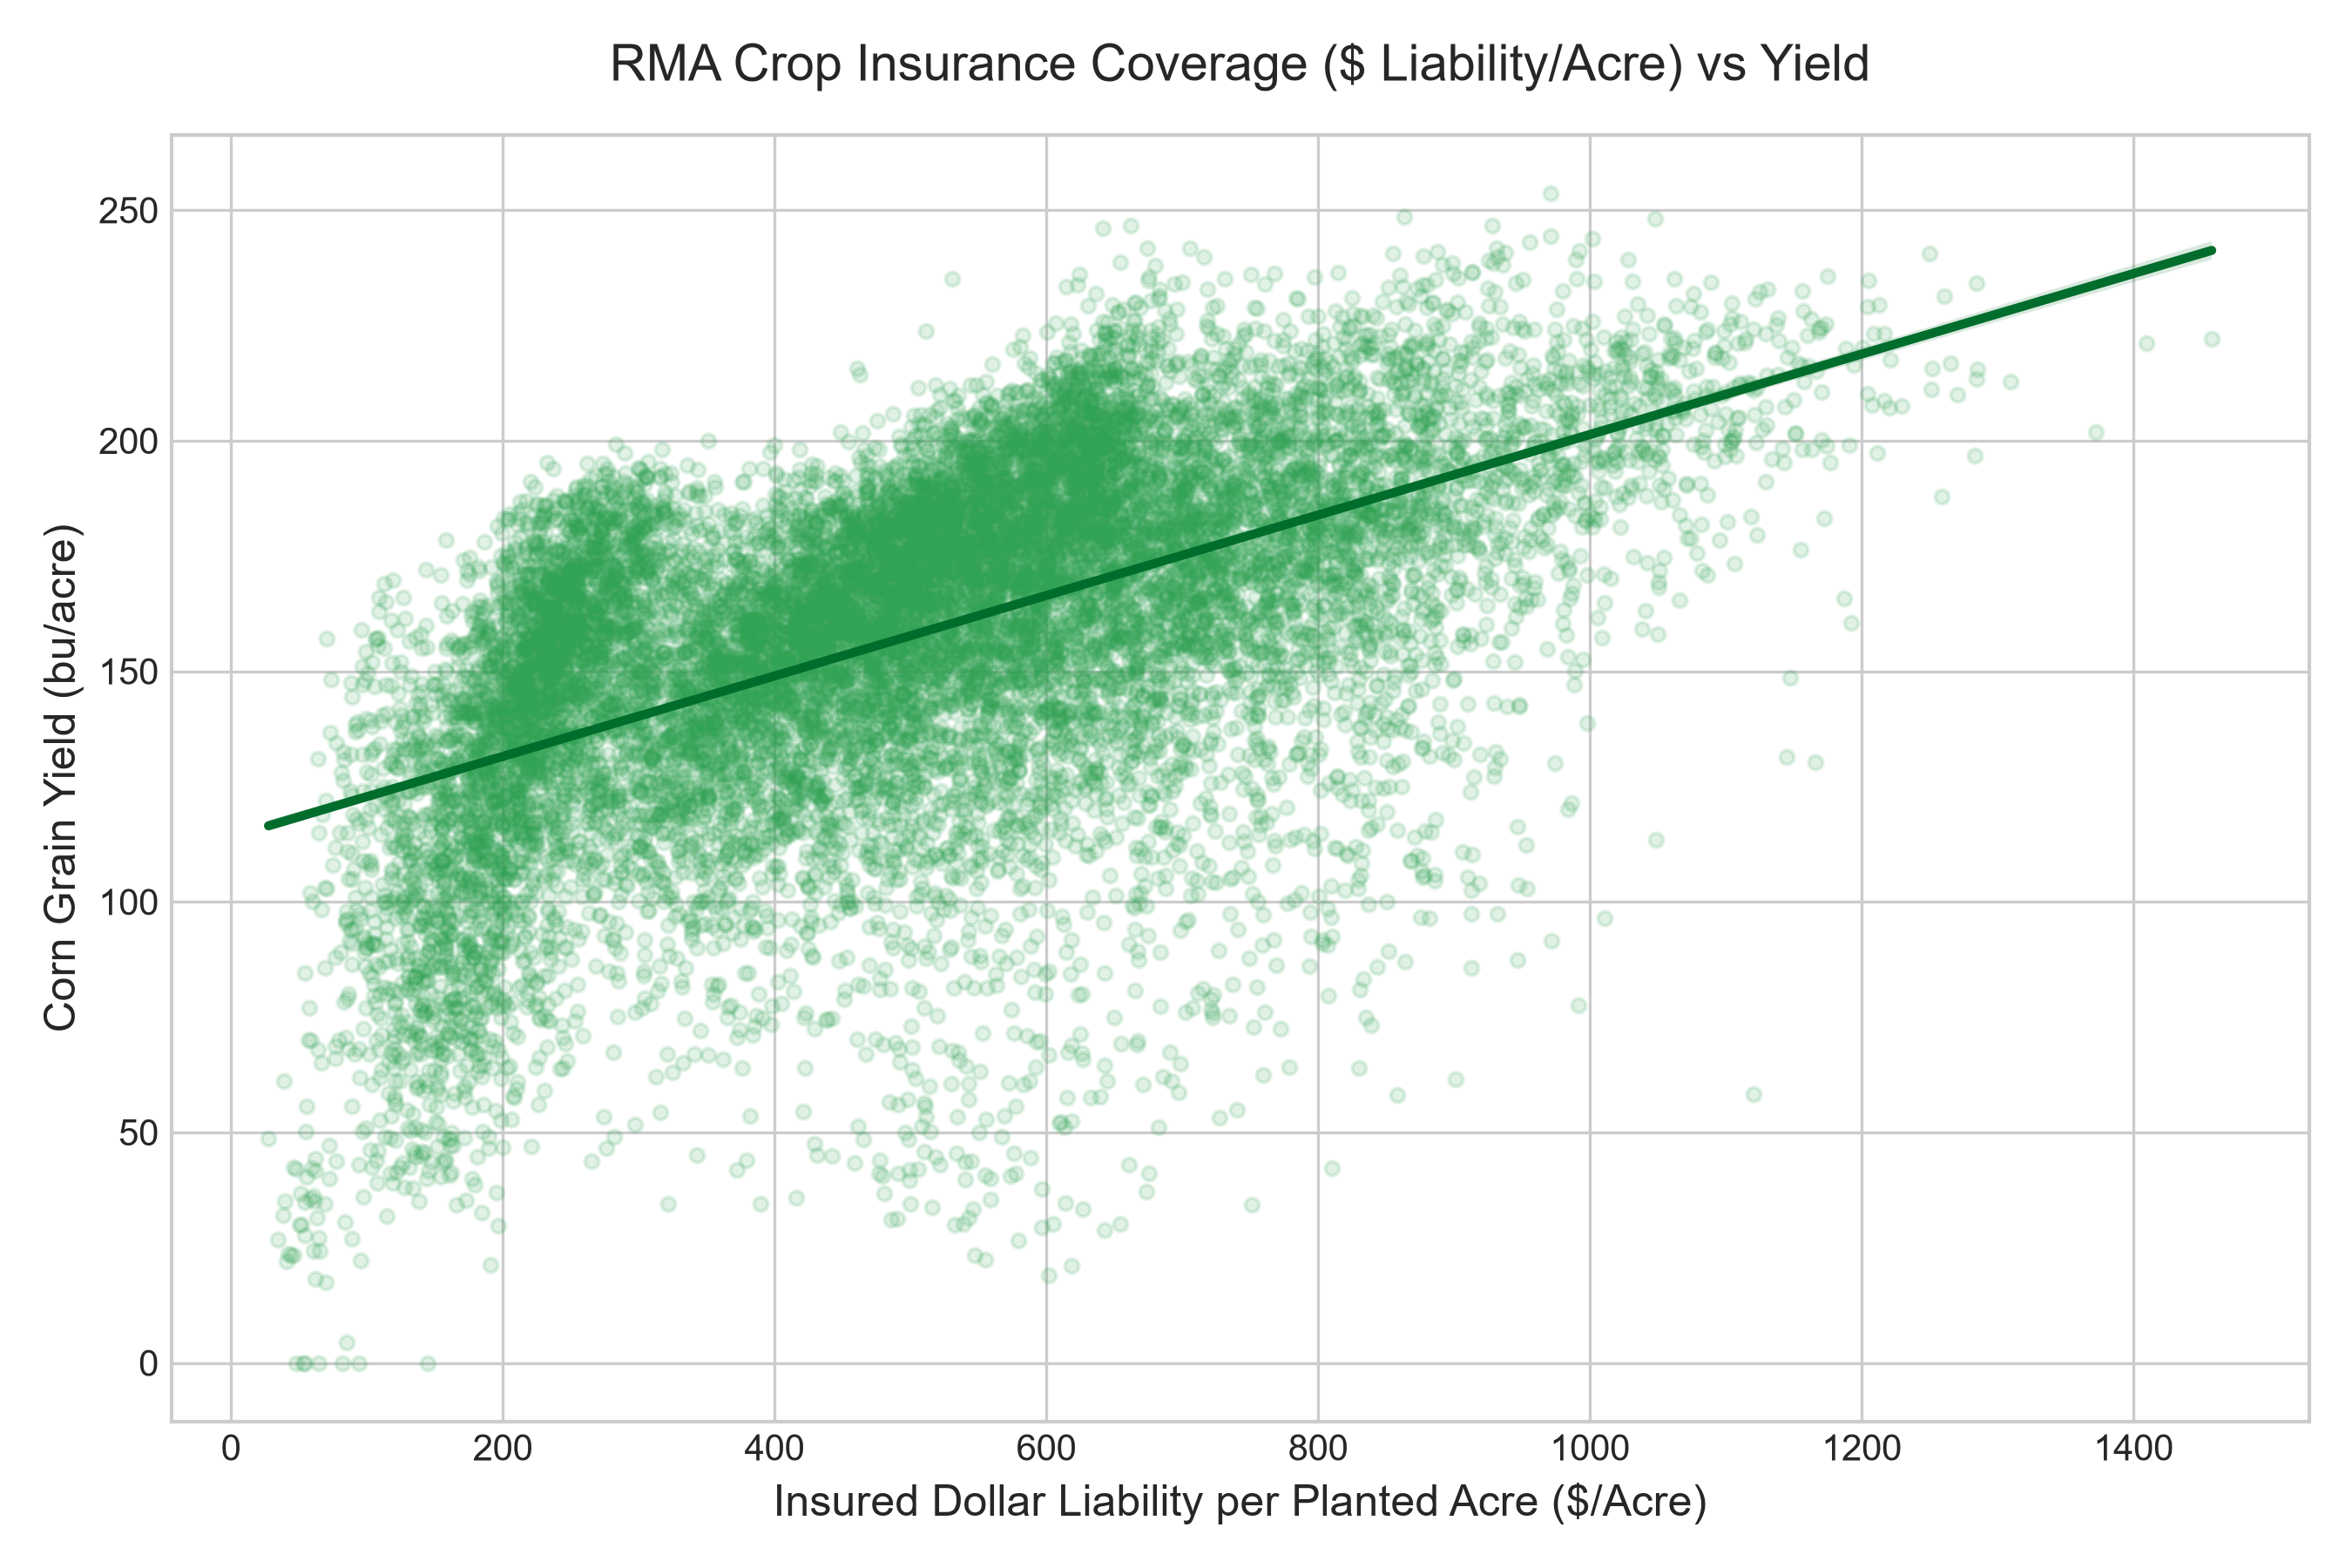 RMA Crop Insurance Coverage ($ Liability/Acre) vs Yield
Corn Grain Yield (bu/acre)
250
200
150
100
50
0
0 200 400 600 800 1000 1200 1400
Insured Dollar Liability per Planted Acre ($/Acre)